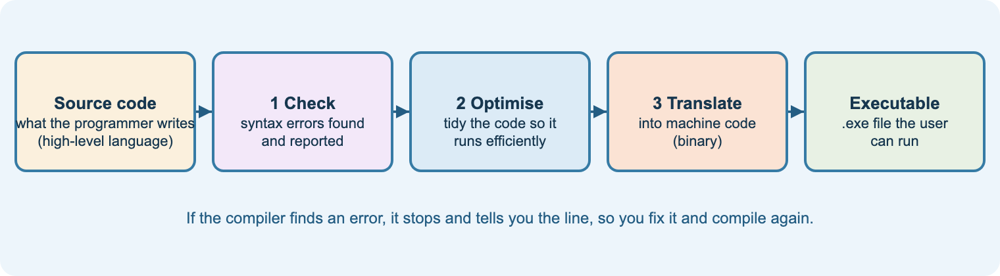 Source code
what the programmer writes
(high-level language)
1 Check
syntax errors found
and reported
2 Optimise
tidy the code so it
runs efficiently
3 Translate
into machine code
(binary)
Executable
.exe file the user
can run
If the compiler finds an error, it stops and tells you the line, so you fix it and compile again.